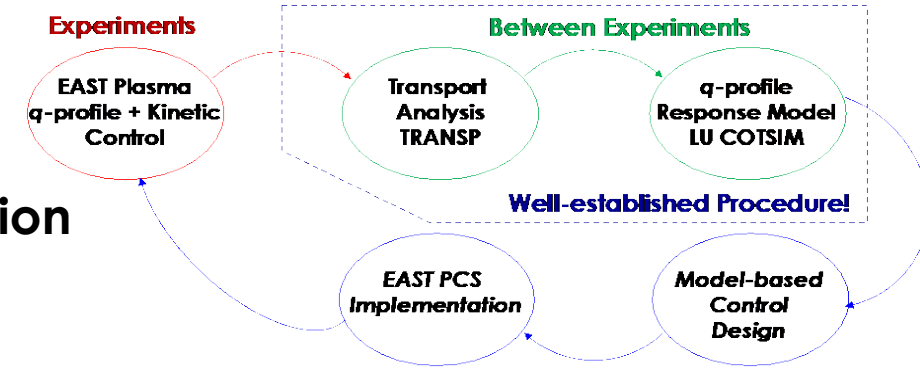 Experiments
Between Experiments
EAST Plasma
q-profile + Kinetic
Control
Transport
Analysis
TRANSP
q-profile
Response Model
LU COTSIM
Well-established Procedure!
tion
EAST PCS
Implementation
Model-based
Control
Design